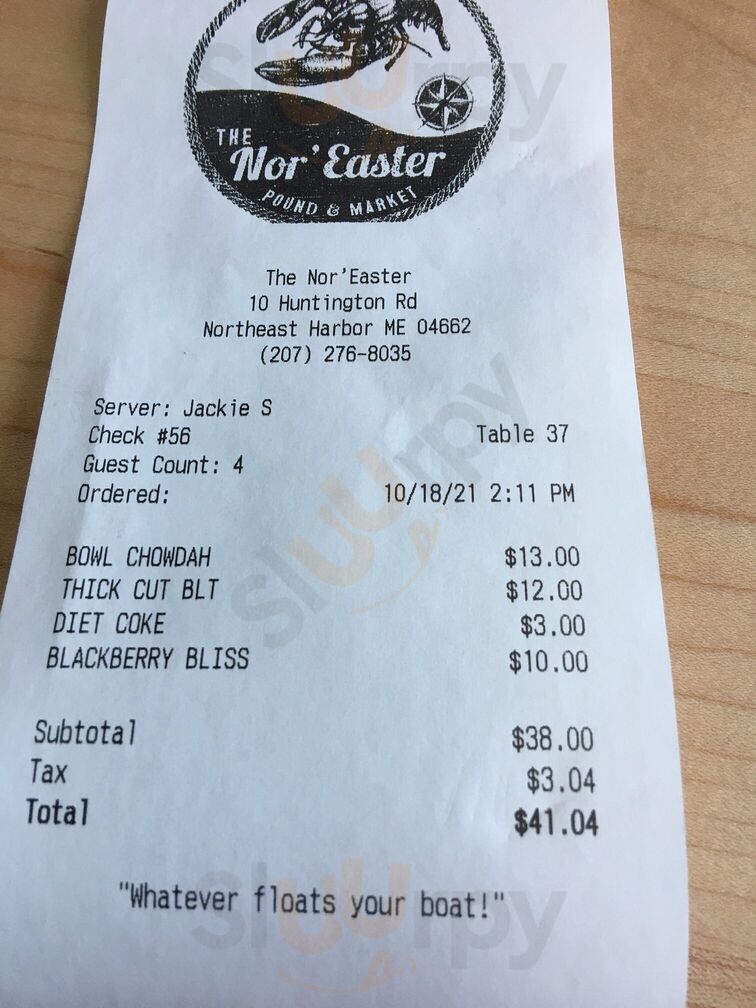 THE
Nor'Easter
POUND & MARKET
The Nor'Easter
10 Huntington Rd
Northeast Harbor ME 04662
(207) 276-8035
Server: Jackie S
Check #56 Table 37
Guest Count: 4
Ordered: 10/18/21 2:11 PM
BOWL CHOWDAH $13.00
THICK CUT BLT $12.00
DIET COKE $3.00
BLACKBERRY BLISS $10.00
Subtotal $38.00
Tax $3.04
Total $41.04
"Whatever floats your boat!"
sluurpy
sluurpy
sluurpy